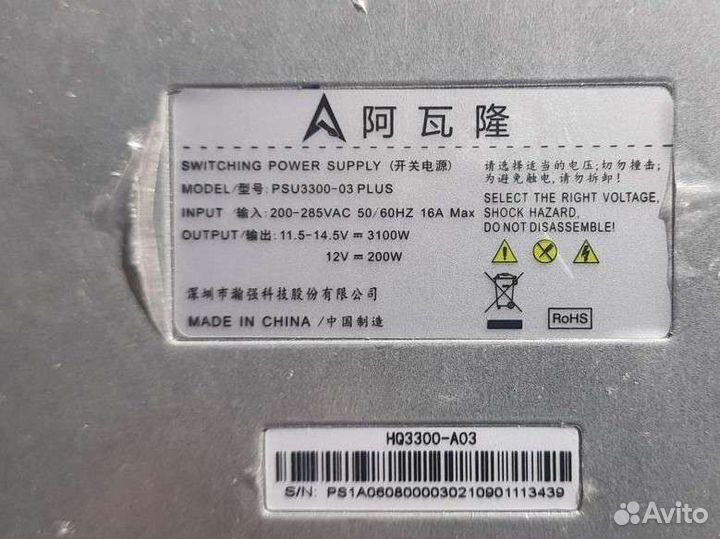 阿瓦隆
SWITCHING POWER SUPPLY (开关电源)
MODEL/型号: PSU3300-03 PLUS
INPUT /输入: 200-285VAC 50/60HZ 16A Max
OUTPUT/输出: 11.5-14.5V ⎓ 3100W
12V ⎓ 200W
深圳市瀚强科技股份有限公司
MADE IN CHINA /中国制造
请选择适当的电压;切勿撞击;
为避免触电,请勿拆卸!
SELECT THE RIGHT VOLTAGE,
SHOCK HAZARD,
DO NOT DISASSEMBLE!
RoHS
HQ3300-A03
S/N: PS1A0608000030210901113439
Avito